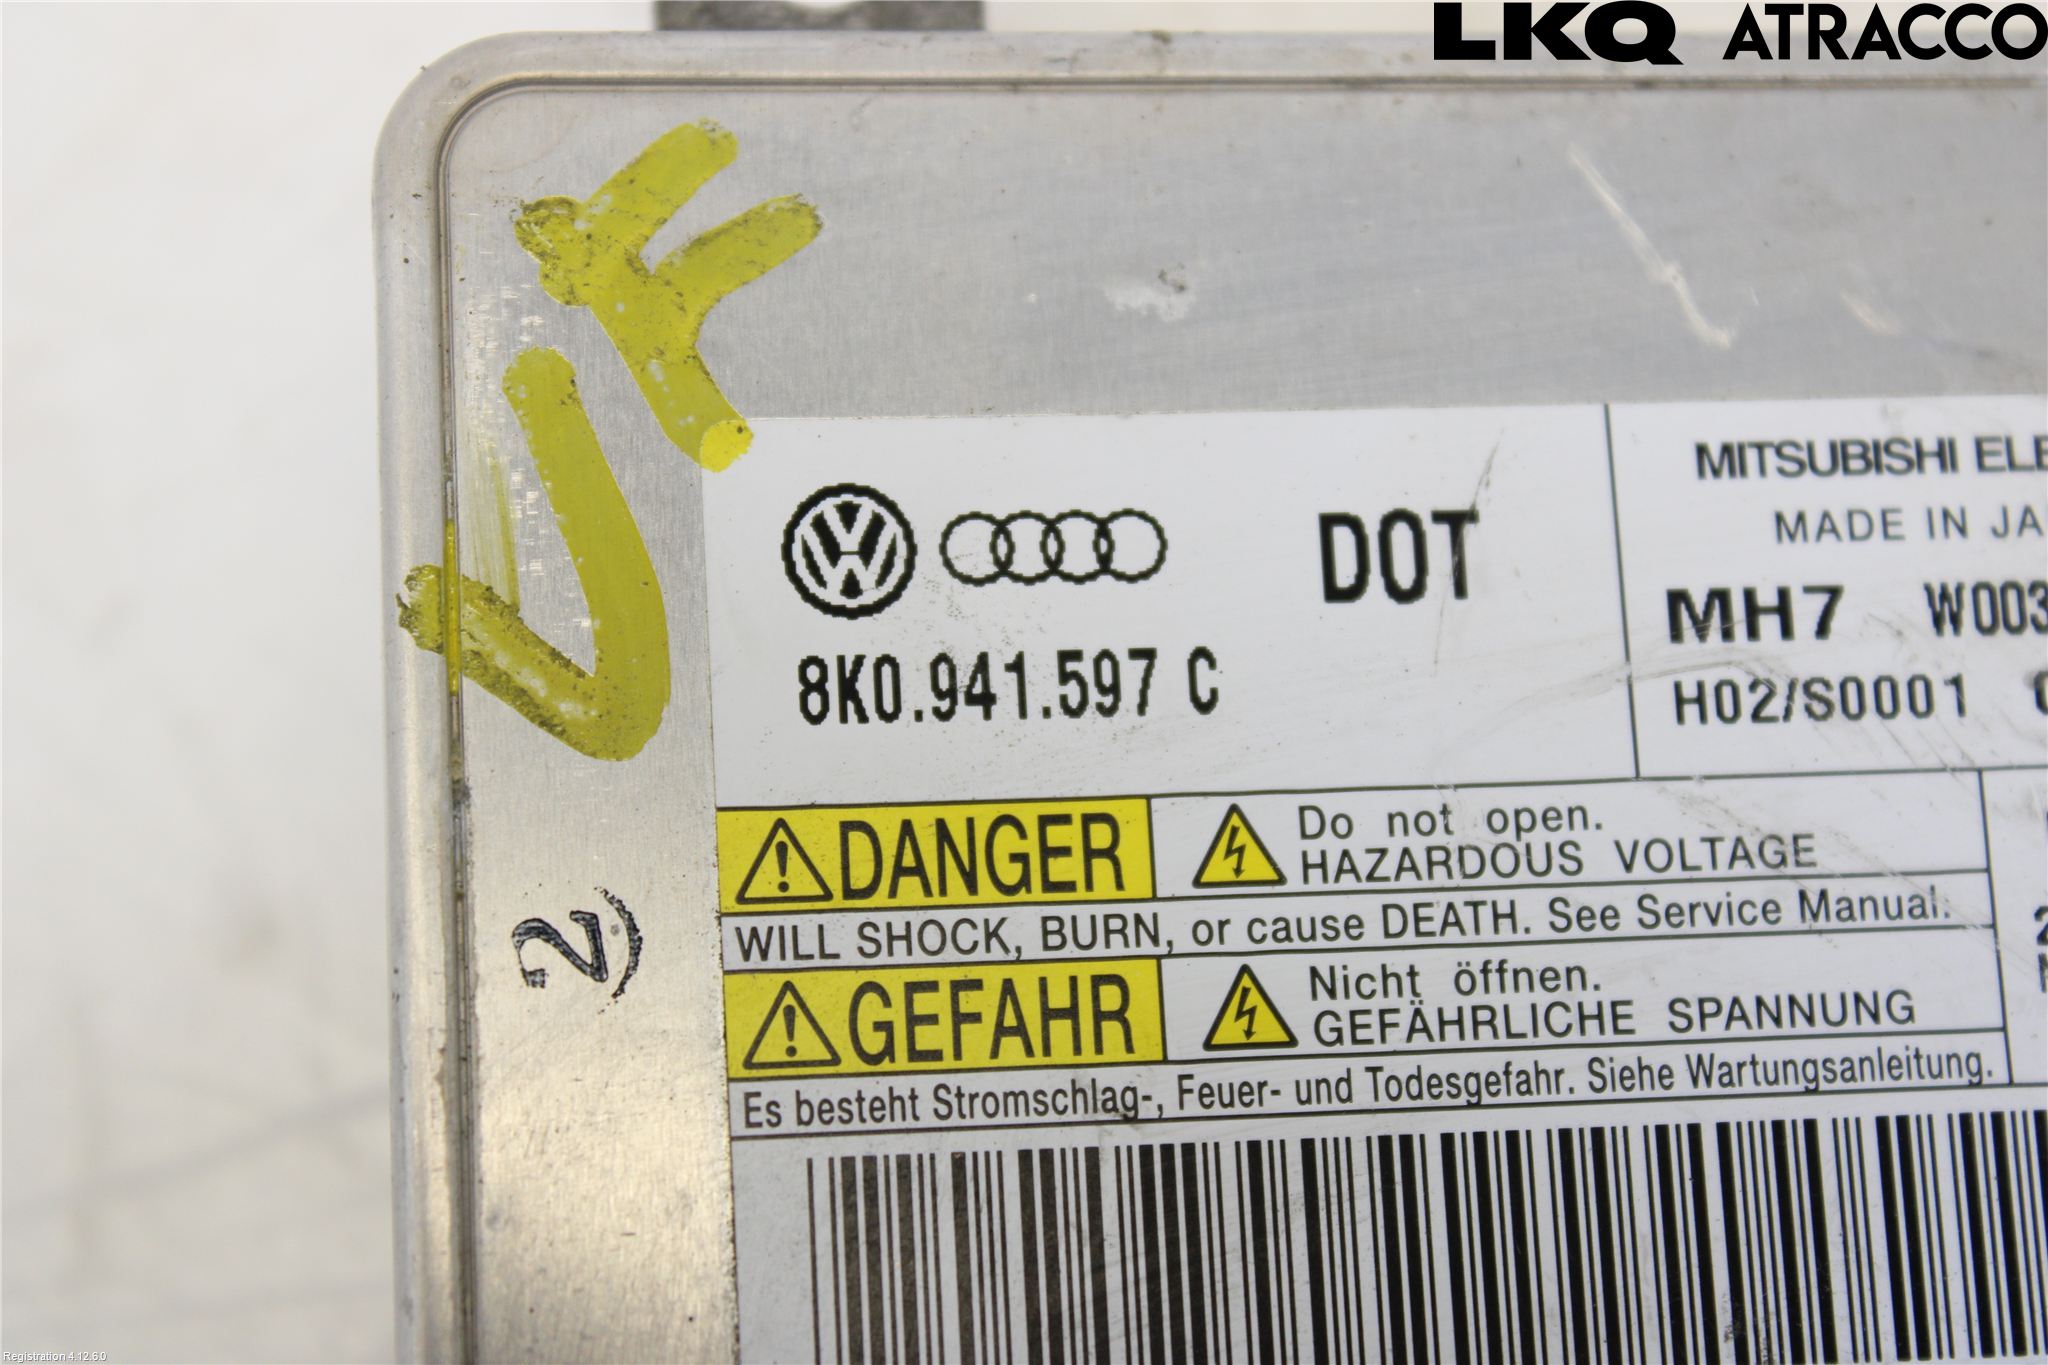 LKQ ATRACCO
VF
DOT
8K0.941.597 C
MITSUBISHI
MADE IN
MH7
H02/S0001
2)
DANGER
Do not open.
HAZARDOUS VOLTAGE
WILL SHOCK, BURN, or cause DEATH. See Service Manual.
GEFAHR
Nicht öffnen.
GEFÄHRLICHE SPANNUNG
Es besteht Stromschlag-, Feuer- und Todesgefahr. Siehe Wartungsanleitung.
Registration 4.12.6.0